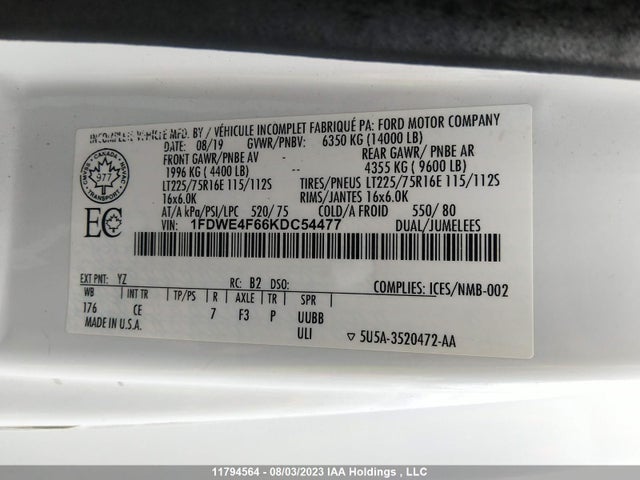 INCOMPLETE VEHICLE MFD. BY / VÉHICULE INCOMPLET FABRIQUÉ PA: FORD MOTOR COMPANY
DATE: 08/19 GVWR/PNBV: 6350 KG (14000 LB)
FRONT GAWR/PNBE AV -- REAR GAWR/ PNBE AR
1996 KG ( 4400 LB) 4355 KG ( 9600 LB)
LT225/75R16E 115/112S TIRES/PNEUS LT225/75R16E 115/112S
16x6.0K RIMS/JANTES 16x6.0K
AT/A kPa/PSI/LPC 520/ 75 COLD/A FROID 550/ 80
VIN: 1FDWE4F66KDC54477 DUAL/JUMELEES
CANADA
977
TRANSPORT
EC
EXT PNT: YZ RC: B2 DSO: COMPLIES: ICES/NMB-002
WB INT TR TP/PS R AXLE TR SPR
176 CE 7 F3 P UUBB
MADE IN U.S.A. ULI ▽ 5U5A-3520472-AA
11794564 - 08/03/2023 IAA Holdings , LLC